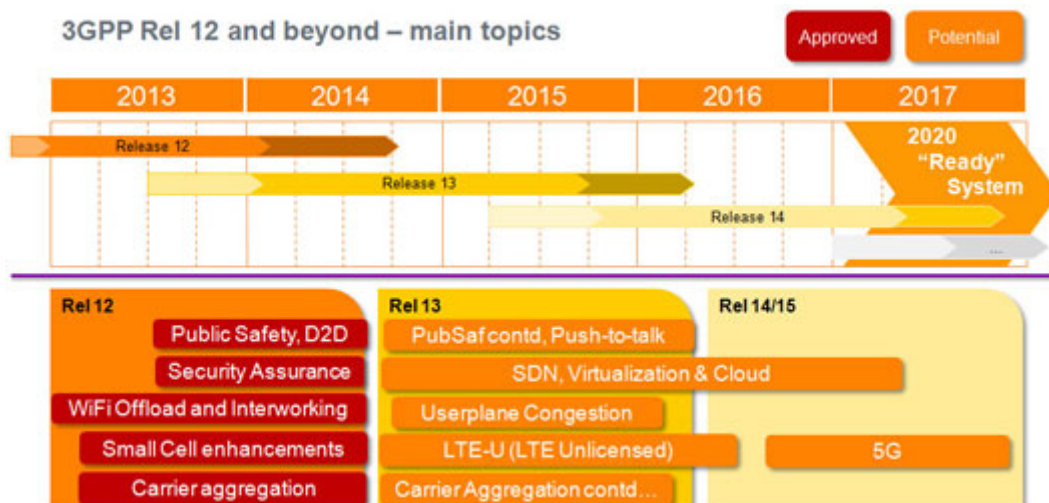 3GPP Rel 12 and beyond – main topics
Approved
Potential
2013
2014
2015
2016
2017
Release 12
Release 13
Release 14
...
2020
"Ready"
System
Rel 12
Public Safety, D2D
Security Assurance
WiFi Offload and Interworking
Small Cell enhancements
Carrier aggregation
Rel 13
PubSafcontd, Push-to-talk
SDN, Virtualization & Cloud
Userplane Congestion
LTE-U (LTE Unlicensed)
Carrier Aggregation contd...
Rel 14/15
5G